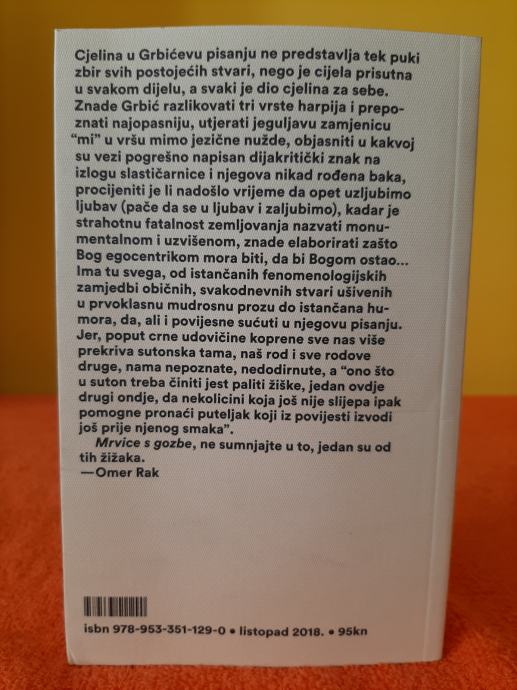 Cjelina u Grbićevu pisanju ne predstavlja tek puki
zbir svih postojećih stvari, nego je cijela prisutna
u svakom dijelu, a svaki je dio cjelina za sebe.
Znade Grbić razlikovati tri vrste harpija i prepo-
znati najopasniju, utjerati jeguljavu zamjenicu
“mi” u vršu mimo jezične nužde, objasniti u kakvoj
su vezi pogrešno napisan dijakritički znak na
izlogu slastičarnice i njegova nikad rođena baka,
procijeniti je li nadošlo vrijeme da opet uzljubimo
ljubav (pače da se u ljubav i zaljubimo), kadar je
strahotnu fatalnost zemljovanja nazvati monu-
mentalnom i uzvišenom, znade elaborirati zašto
Bog egocentrikom mora biti, da bi Bogom ostao...
Ima tu svega, od istančanih fenomenologijskih
zamjedbi običnih, svakodnevnih stvari ušivenih
u prvoklasnu mudrosnu prozu do istančana hu-
mora, da, ali i povijesne sućuti u njegovu pisanju.
Jer, poput crne udovičine koprene sve nas više
prekriva sutonska tama, naš rod i sve rodove
druge, nama nepoznate, nedodirnute, a “ono što
u suton treba činiti jest paliti žiške, jedan ovdje
drugi ondje, da nekolicini koja još nije slijepa ipak
pomogne pronaći puteljak koji iz povijesti izvodi
još prije njenog smaka”.
Mrvice s gozbe, ne sumnjajte u to, jedan su od
tih žižaka.
—Omer Rak
isbn 978-953-351-129-0 • listopad 2018. • 95kn